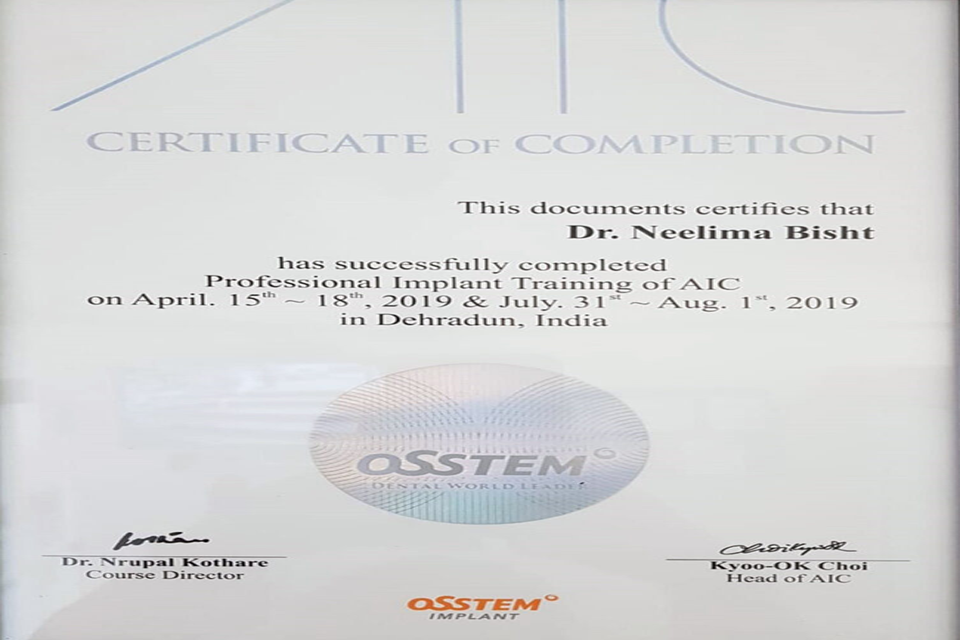 AIC
CERTIFICATE OF COMPLETION
This documents certifies that
Dr. Neelima Bisht
has successfully completed
Professional Implant Training of AIC
on April. 15th ~ 18th, 2019 & July. 31st ~ Aug. 1st, 2019
in Dehradun, India
OSSTEM
DENTAL WORLD LEADER
Dr. Nrupal Kothare
Course Director
Kyoo-OK Choi
Head of AIC
OSSTEM
IMPLANT